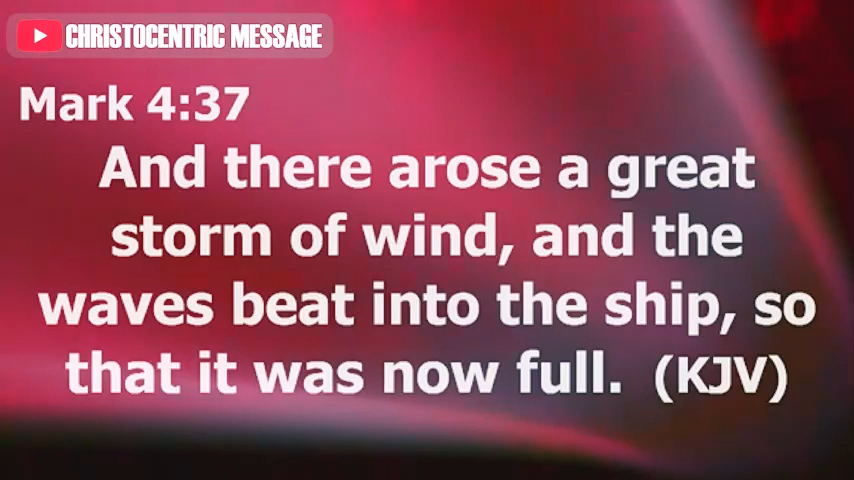 CHRISTOCENTRIC MESSAGE
Mark 4:37
And there arose a great
storm of wind, and the
waves beat into the ship, so
that it was now full. (KJV)